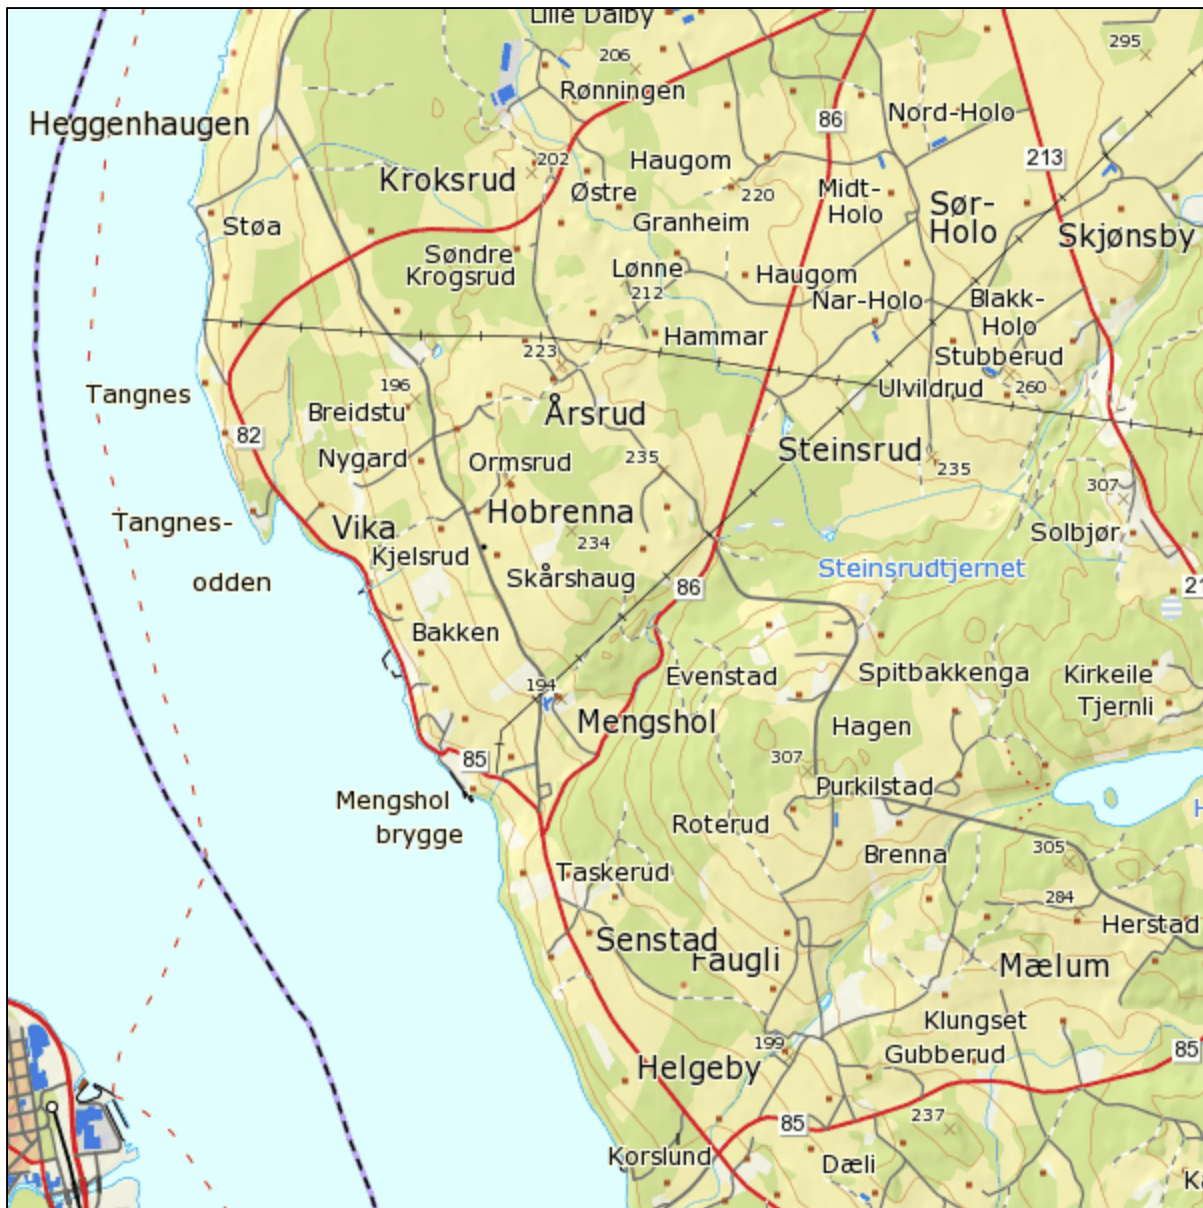 Lille Dalby
206
295
Rønningen
Nord-Holo
86
Heggenhaugen
213
202
Haugom
Kroksrud
Østre
220
Midt-
Holo
Sør-
Holo
Støa
Granheim
Skjønsby
Søndre
Krogsrud
Lønne
Haugom
212
Nar-Holo
Blakk-
Holo
Hammar
223
Stubberud
Tangnes
196
Ulvildrud
260
Breidstu
Årsrud
82
Nygard
Ormsrud
235
Steinsrud
235
307
Tangnes-
odden
Vika
Hobrenna
234
Solbjør
Kjelsrud
Skårshaug
Steinsrudtjernet
86
Bakken
Evenstad
Spitbakkenga
Kirkeile
Tjernli
194
Mengshol
Hagen
85
307
Purkilstad
Mengshol
brygge
Roterud
Brenna
305
Taskerud
284
Herstad
Senstad
Faugli
Mælum
Klungset
199
Gubberud
85
Helgeby
85
237
Korslund
Dæli